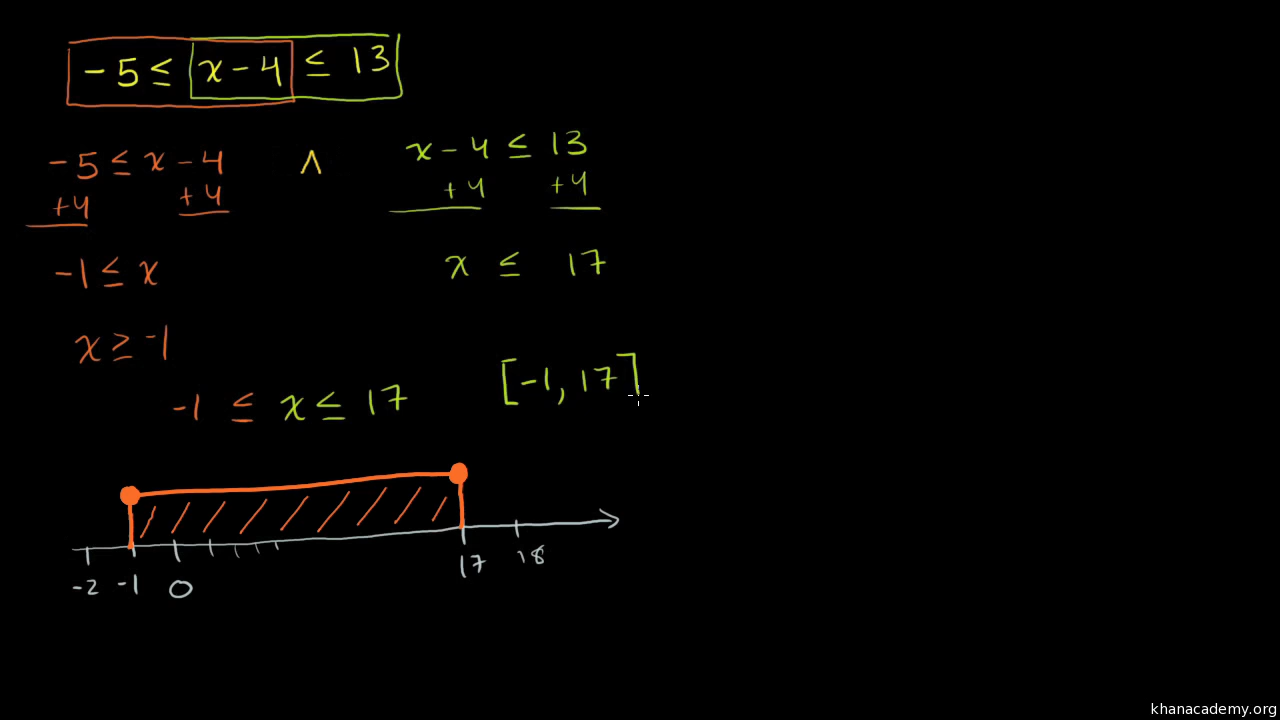 -5 ≤ x-4 ≤ 13
-5 ≤ x-4 ∧ x-4 ≤ 13
+4 +4 +4 +4
-1 ≤ x x ≤ 17
x ≥ -1
-1 ≤ x ≤ 17 [-1, 17]
-2 -1 0 17 18
khanacademy.org